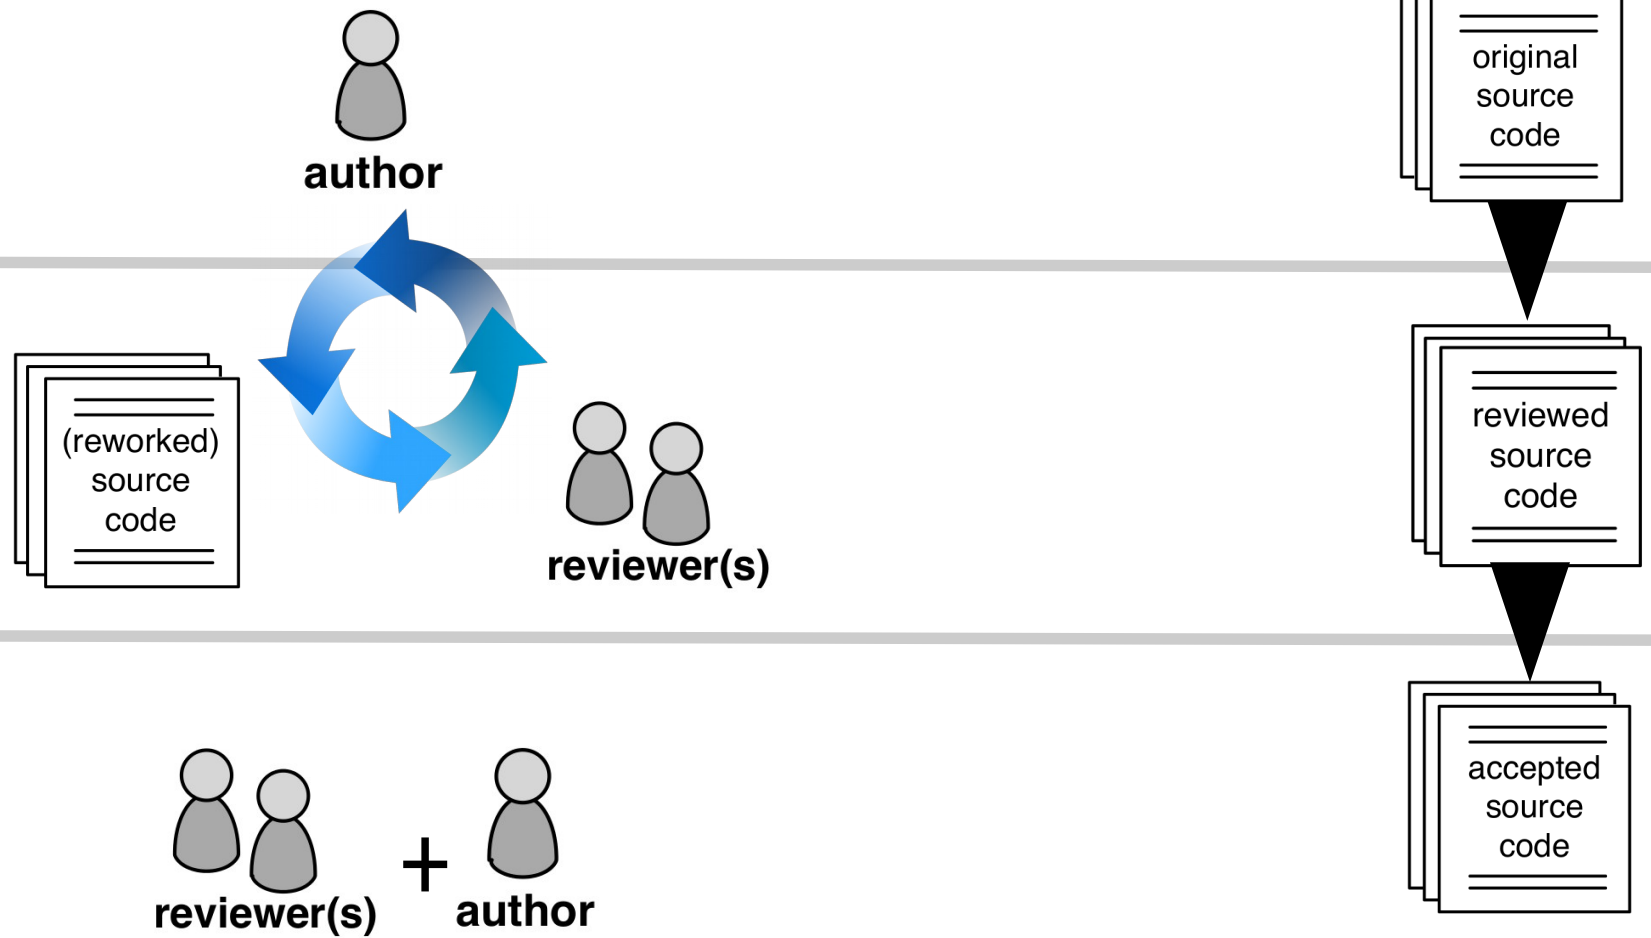 author
original
source
code
(reworked)
source
code
reviewer(s)
reviewed
source
code
reviewer(s)
+
author
accepted
source
code